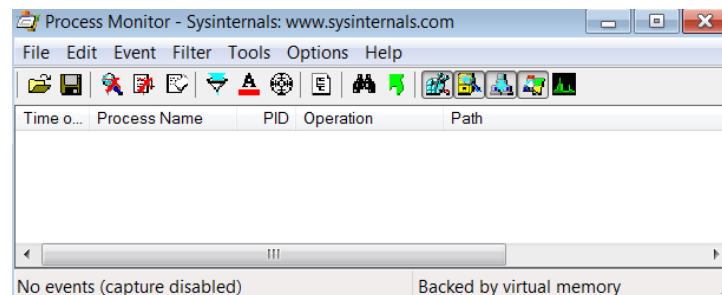 Process Monitor - Sysinternals: www.sysinternals.com
File Edit Event Filter Tools Options Help
Time o... Process Name PID Operation Path
No events (capture disabled) Backed by virtual memory